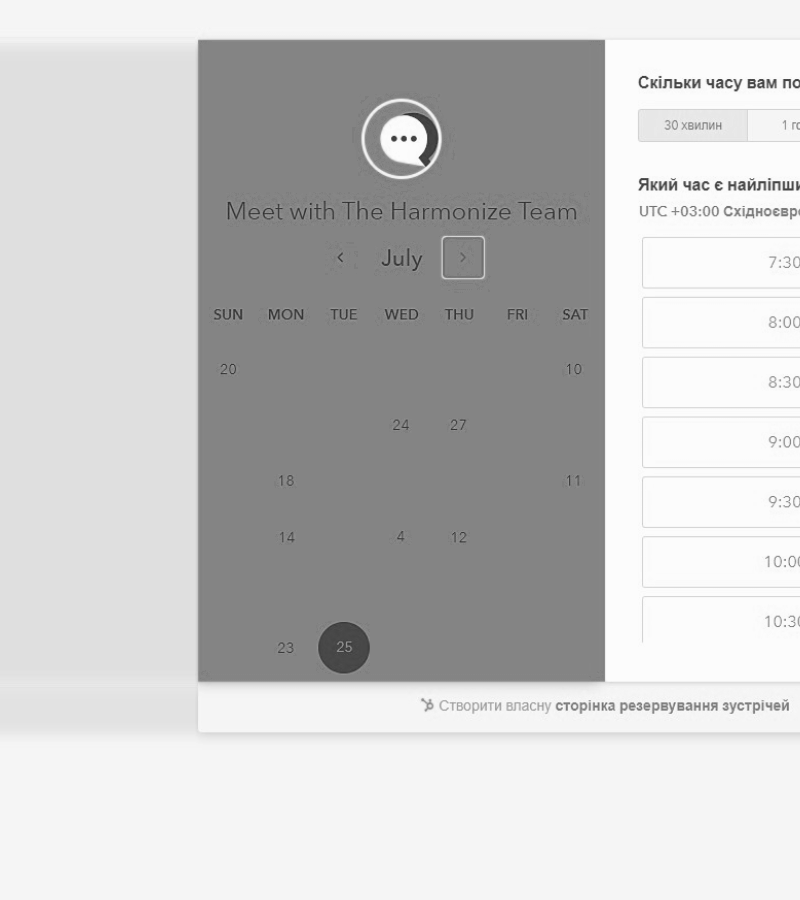 Meet with The Harmonize Team
July
SUN MON TUE WED THU FRI SAT
20 10
24 27
18 11
14 4 12
23 25
Скільки часу вам по
30 хвилин 1 го
Який час є найліпши
UTC +03:00 Східноєвро
7:30
8:00
8:30
9:00
9:30
10:00
10:30
Створити власну сторінка резервування зустрічей